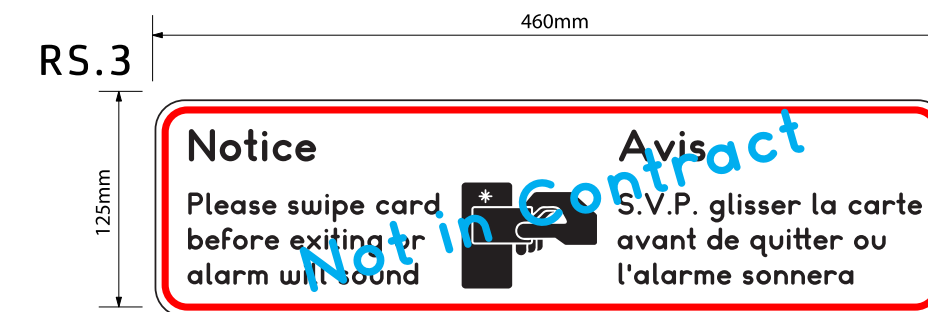 460mm
RS.3
125mm
Notice
Please swipe card
before exiting or
alarm will sound
Avis
S.V.P. glisser la carte
avant de quitter ou
l'alarme sonnera
Not in Contract